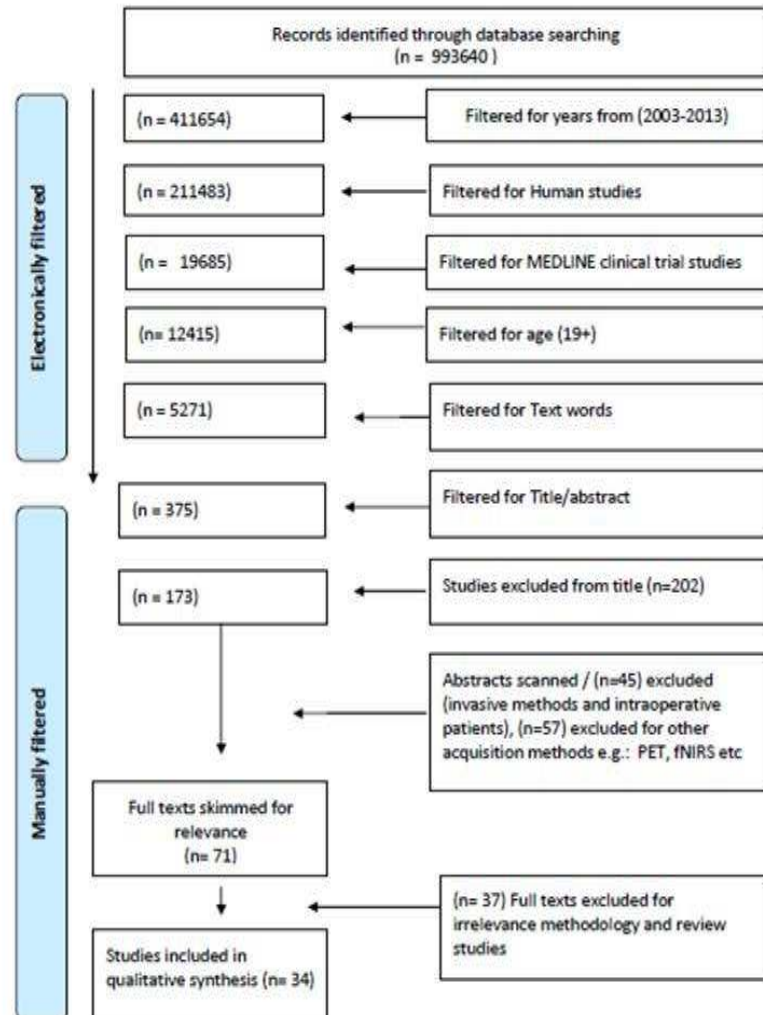 Records identified through database searching
(n = 993640 )
Electronically filtered
(n = 411654)
Filtered for years from (2003-2013)
(n = 211483)
Filtered for Human studies
(n = 19685)
Filtered for MEDLINE clinical trial studies
(n= 12415)
Filtered for age (19+)
(n = 5271)
Filtered for Text words
Manually filtered
(n = 375)
Filtered for Title/abstract
(n = 173)
Studies excluded from title (n=202)
Abstracts scanned / (n=45) excluded
(invasive methods and intraoperative
patients), (n=57) excluded for other
acquisition methods e.g.: PET, fNIRS etc
Full texts skimmed for
relevance
(n= 71)
(n= 37) Full texts excluded for
irrelevance methodology and review
studies
Studies included in
qualitative synthesis (n= 34)